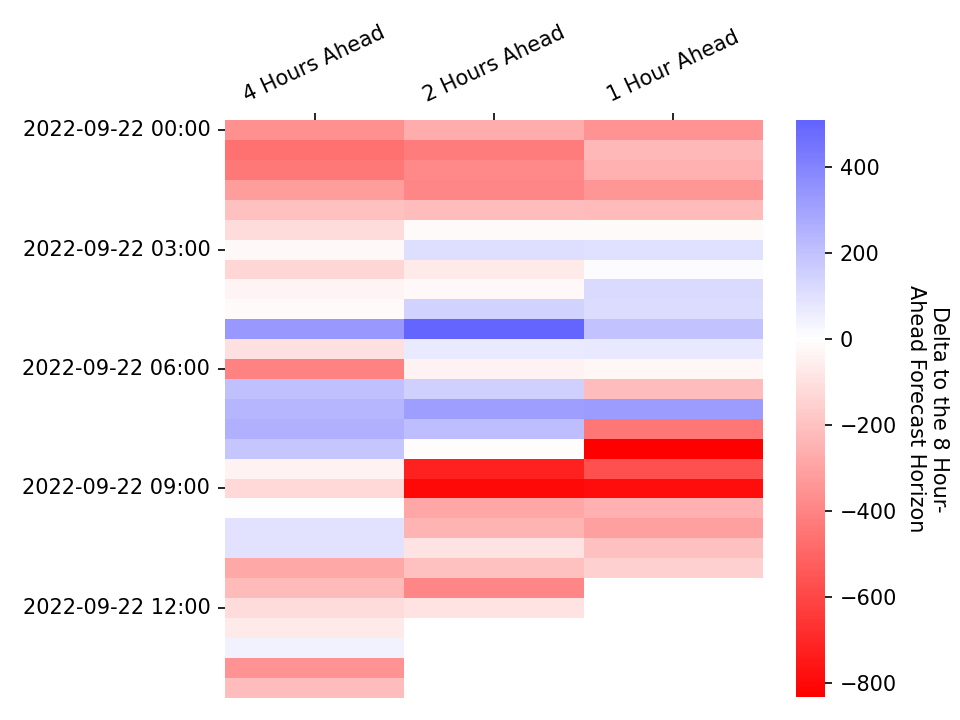 4 Hours Ahead
2 Hours Ahead
1 Hour Ahead
2022-09-22 00:00
2022-09-22 03:00
2022-09-22 06:00
2022-09-22 09:00
2022-09-22 12:00
400
200
0
−200
−400
−600
−800
Delta to the 8 Hour-
Ahead Forecast Horizon